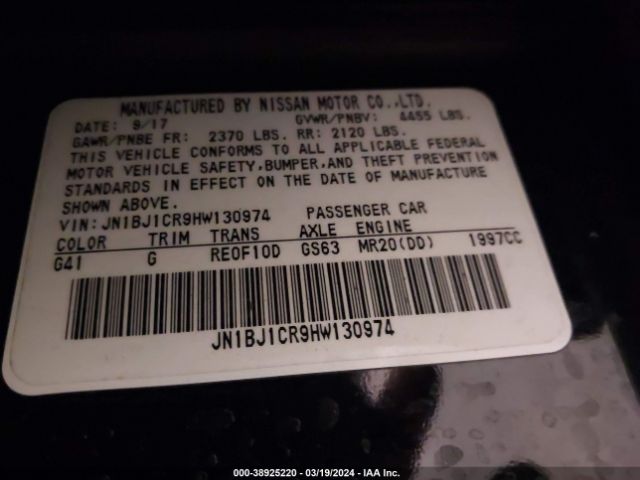 MANUFACTURED BY NISSAN MOTOR CO.,LTD.
DATE: 9/17 GVWR/PNBV: 4455 LBS.
GAWR/PNBE FR: 2370 LBS. RR: 2120 LBS.
THIS VEHICLE CONFORMS TO ALL APPLICABLE FEDERAL
MOTOR VEHICLE SAFETY,BUMPER,AND THEFT PREVENTION
STANDARDS IN EFFECT ON THE DATE OF MANUFACTURE
SHOWN ABOVE.
VIN:JN1BJ1CR9HW130974 PASSENGER CAR
COLOR TRIM TRANS AXLE ENGINE
G41 G RE0F10D GS63 MR20(DD) 1997CC
JN1BJ1CR9HW130974
000-38925220 - 03/19/2024 - IAA Inc.